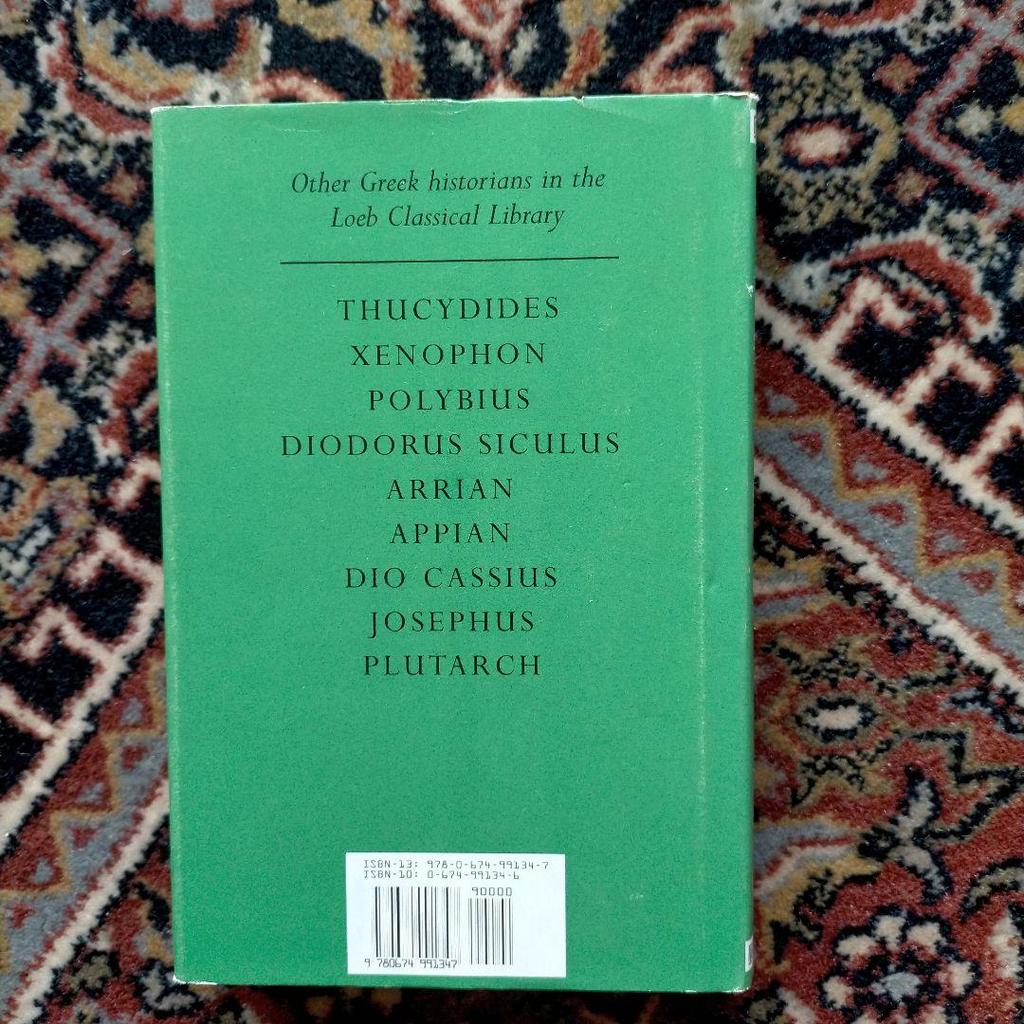 Other Greek historians in the
Loeb Classical Library
THUCYDIDES
XENOPHON
POLYBIUS
DIODORUS SICULUS
ARRIAN
APPIAN
DIO CASSIUS
JOSEPHUS
PLUTARCH
ISBN-13: 978-0-674-99134-7
ISBN-10: 0-674-99134-6
90000
9 780674 991347